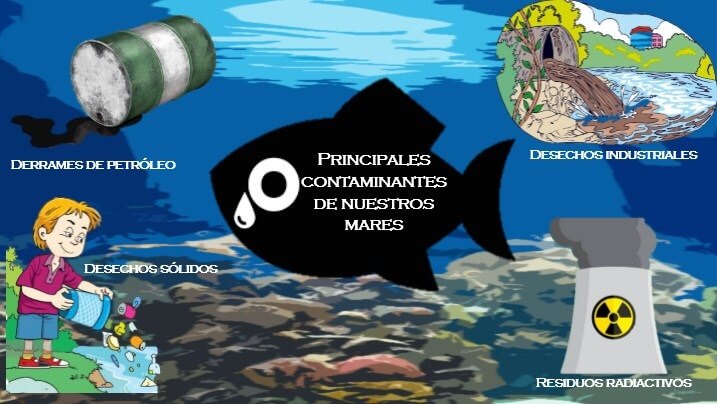 Derrames de petróleo
Desechos industriales
Principales
contaminantes
de nuestros
mares
Desechos sólidos
Residuos radiactivos